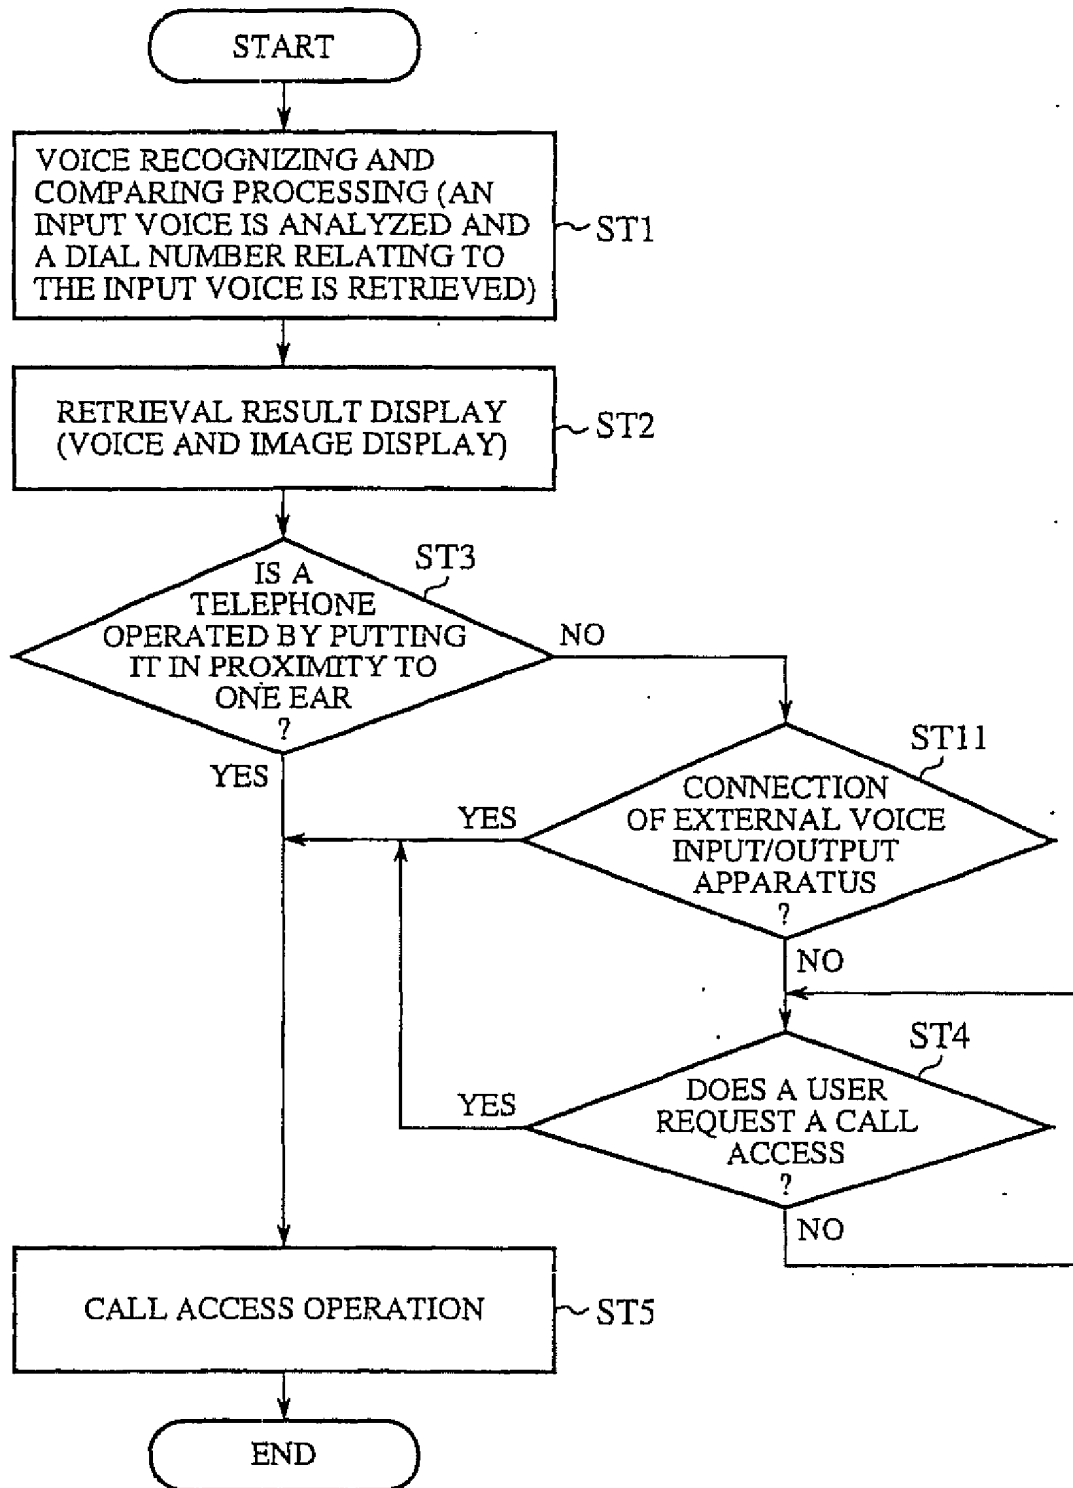 START
VOICE RECOGNIZING AND
COMPARING PROCESSING (AN
INPUT VOICE IS ANALYZED AND
A DIAL NUMBER RELATING TO
THE INPUT VOICE IS RETRIEVED)
ST1
RETRIEVAL RESULT DISPLAY
(VOICE AND IMAGE DISPLAY)
ST2
ST3
IS A
TELEPHONE
OPERATED BY PUTTING
IT IN PROXIMITY TO
ONE EAR
?
NO
YES
ST11
CONNECTION
OF EXTERNAL VOICE
INPUT/OUTPUT
APPARATUS
?
YES
NO
ST4
DOES A USER
REQUEST A CALL
ACCESS
?
YES
NO
CALL ACCESS OPERATION
ST5
END